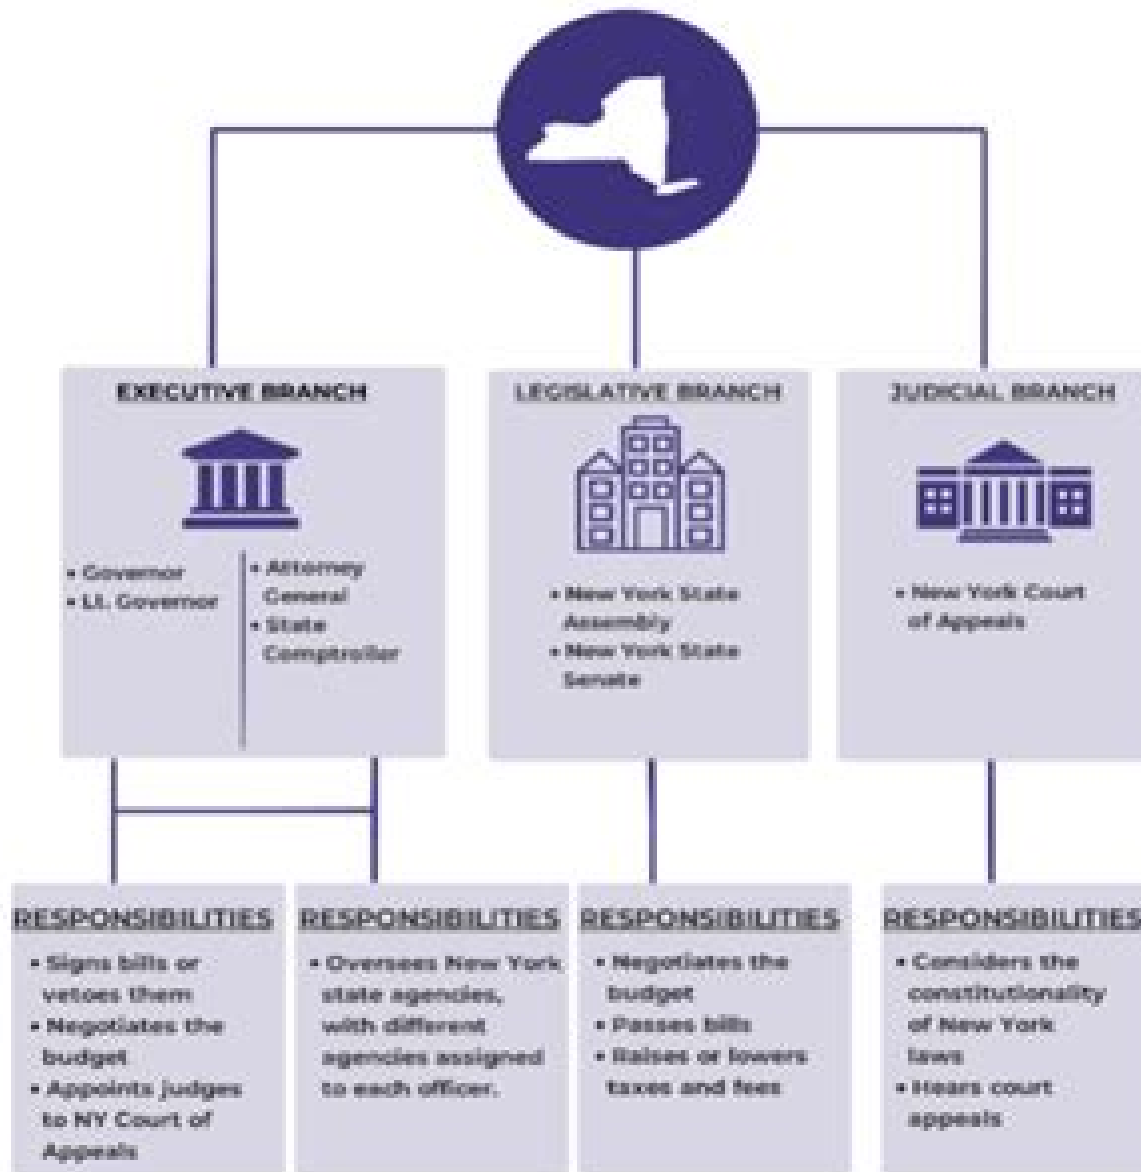 EXECUTIVE BRANCH
• Governor
• Lt. Governor
• Attorney
General
• State
Comptroller
LEGISLATIVE BRANCH
• New York State
Assembly
• New York State
Senate
JUDICIAL BRANCH
• New York Court
of Appeals
RESPONSIBILITIES
• Signs bills or
vetoes them
• Negotiates the
budget
• Appoints judges
to NY Court of
Appeals
RESPONSIBILITIES
• Oversees New York
state agencies,
with different
agencies assigned
to each officer.
RESPONSIBILITIES
• Negotiates the
budget
• Passes bills
• Raises or lowers
taxes and fees
RESPONSIBILITIES
• Considers the
constitutionality
of New York
laws
• Hears court
appeals